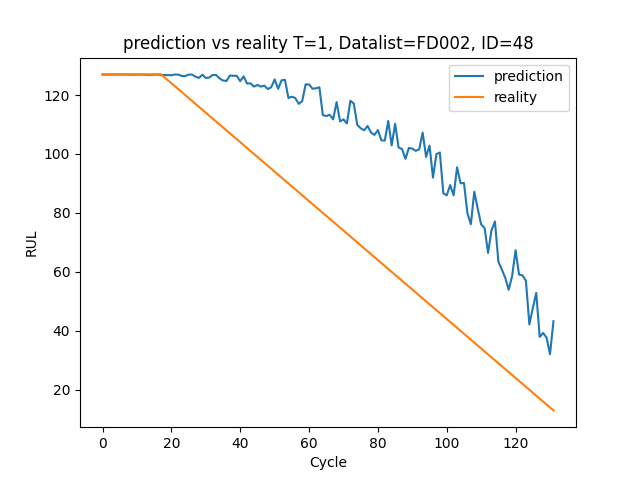 prediction vs reality T=1, Datalist=FD002, ID=48
prediction
reality
120
100
80
60
40
20
RUL
0
20
40
60
80
100
120
Cycle